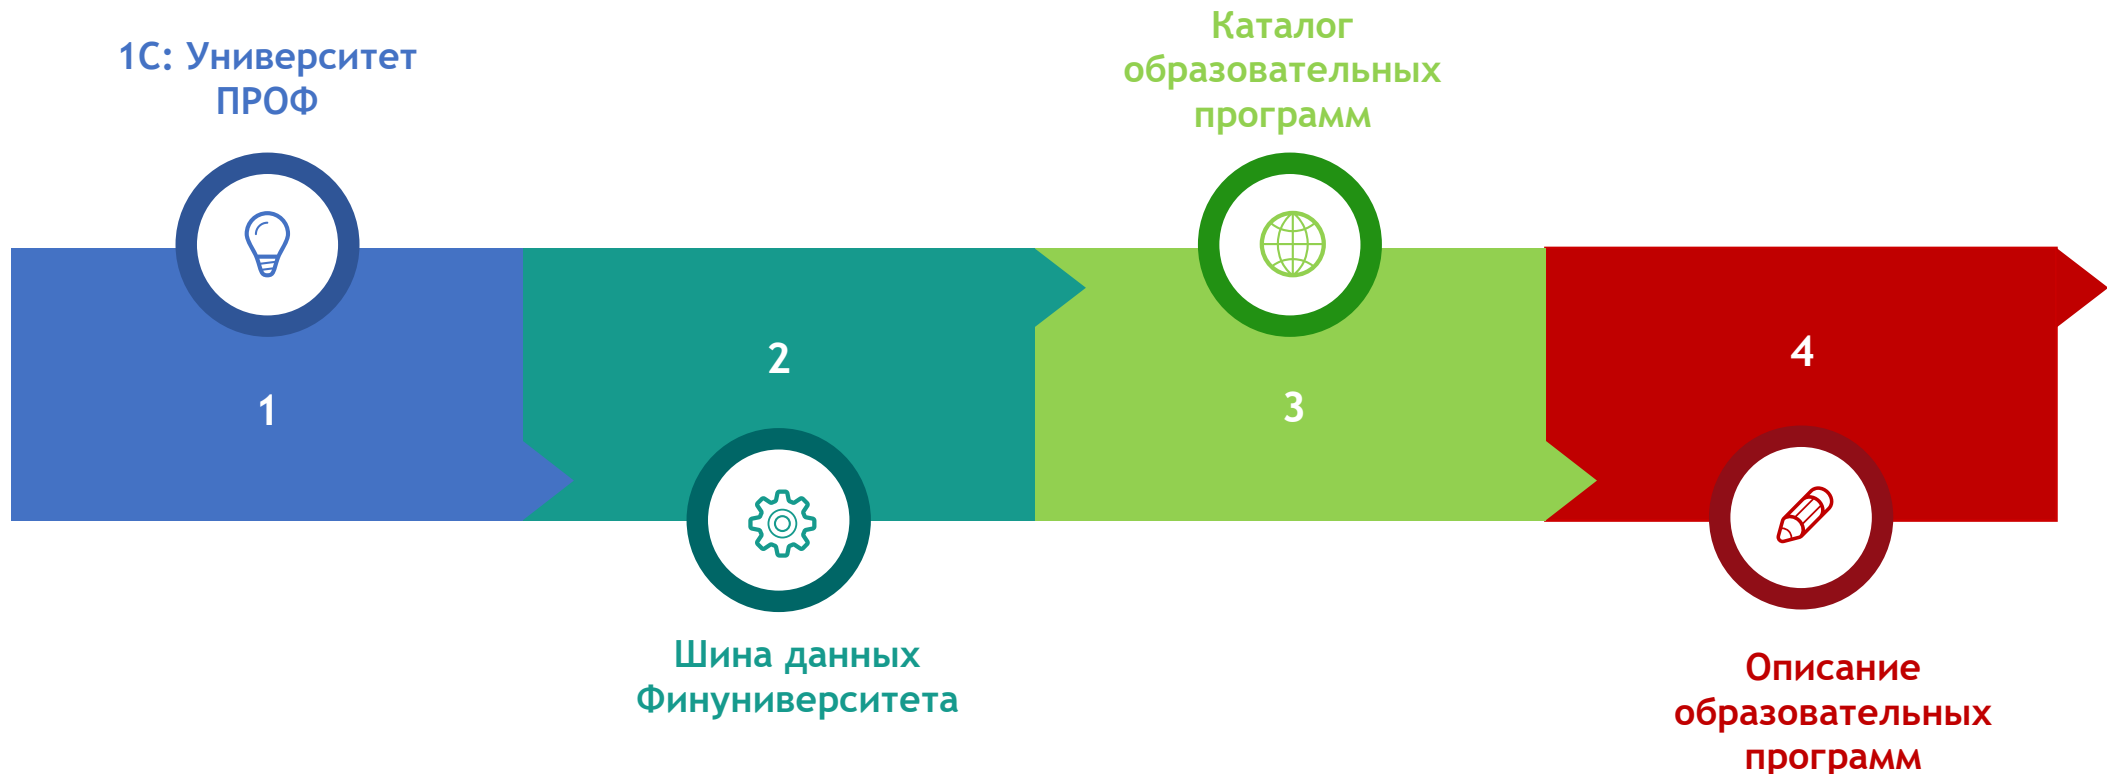 1С: Университет
ПРОФ
1
2
Шина данных
Финуниверситета
Каталог
образовательных
программ
3
4
Описание
образовательных
программ